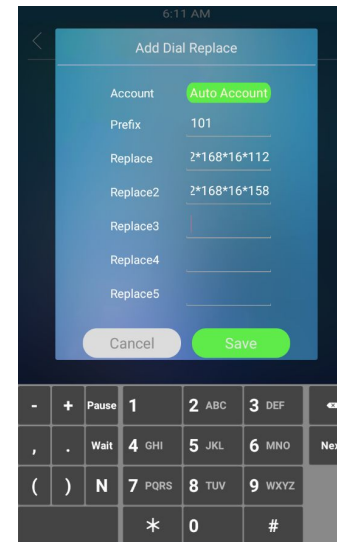 6:11 AM
Add Dial Replace
Account Auto Account
Prefix 101
Replace 2*168*16*112
Replace2 2*168*16*158
Replace3
Replace4
Replace5
Cancel Save
- + Pause 1 2 ABC 3 DEF
, . Wait 4 GHI 5 JKL 6 MNO Nex
( ) N 7 PQRS 8 TUV 9 WXYZ
* 0 #